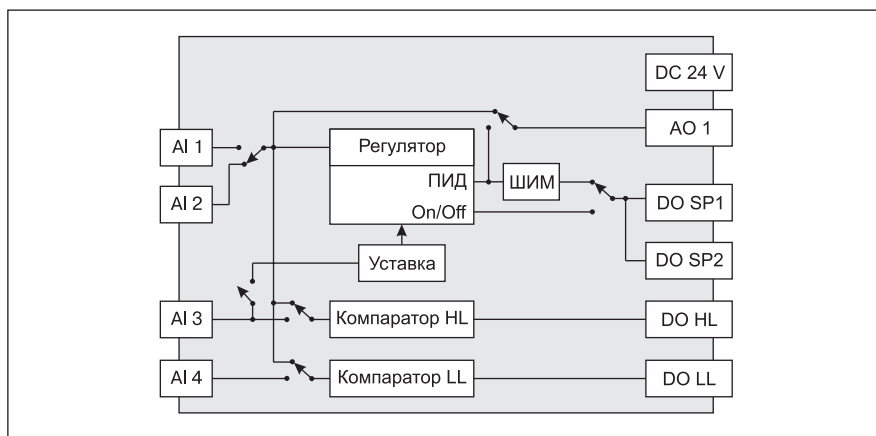 DC 24 V
AO 1
AI 1
Регулятор
ПИД
ШИМ
AI 2
On/Off
DO SP1
Уставка
DO SP2
AI 3
Компаратор HL
DO HL
AI 4
Компаратор LL
DO LL